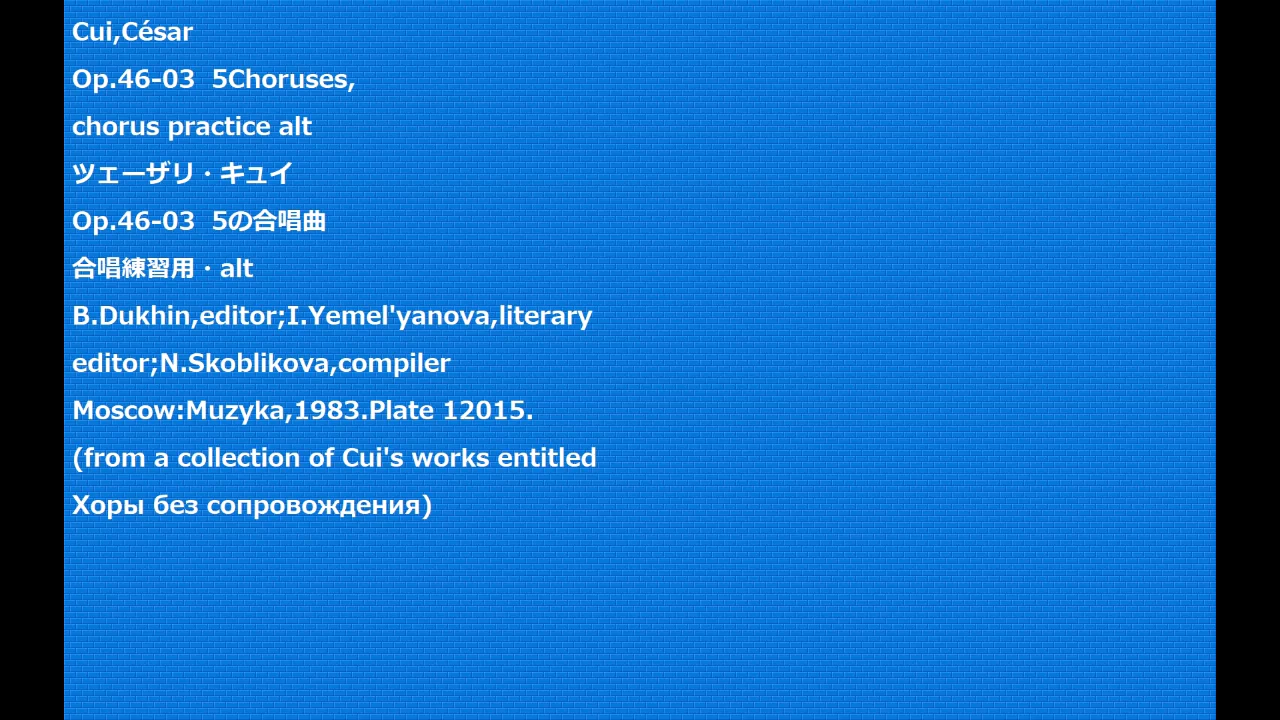 Cui,César
Op.46-03  5Choruses,
chorus practice alt
ツェーザリ・キュイ
Op.46-03  5の合唱曲
合唱練習用・alt
B.Dukhin,editor;I.Yemel'yanova,literary
editor;N.Skoblikova,compiler
Moscow:Muzyka,1983.Plate 12015.
(from a collection of Cui's works entitled
Хоры без сопровождения)